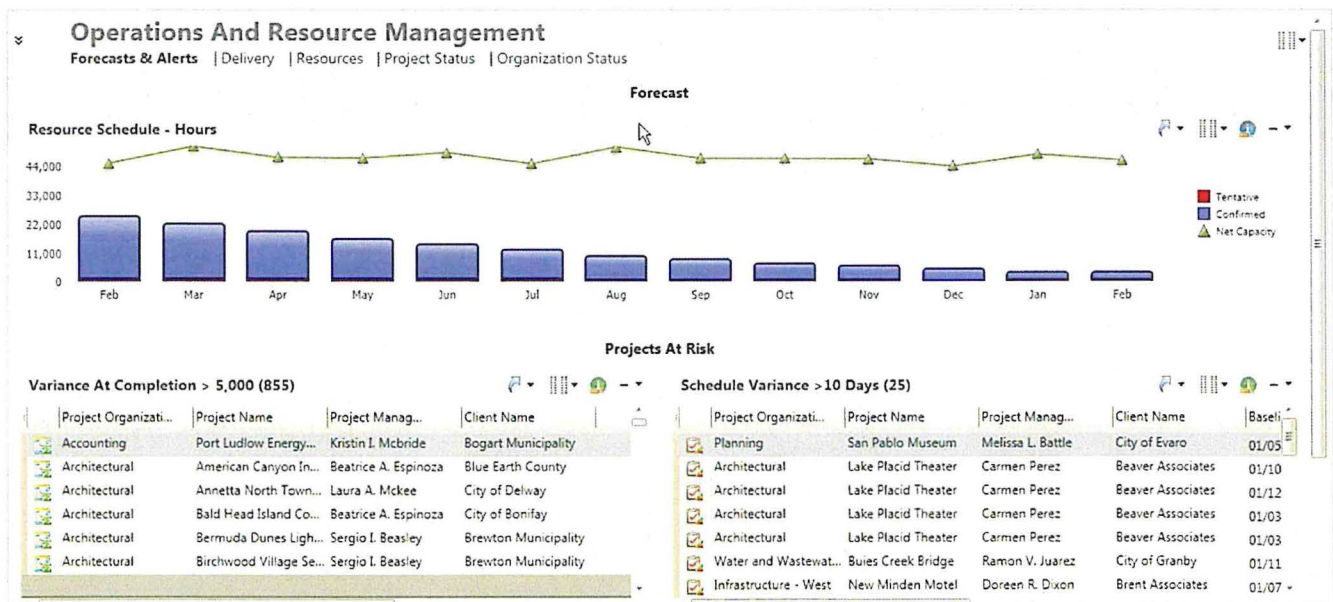 Operations And Resource Management
Forecasts & Alerts | Delivery | Resources | Project Status | Organization Status
Forecast
Resource Schedule - Hours
44,000
33,000
22,000
11,000
0
Feb Mar Apr May Jun Jul Aug Sep Oct Nov Dec Jan Feb
Tentative
Confirmed
Net Capacity
Projects At Risk
Variance At Completion > 5,000 (855)
Project Organizati... Project Name Project Manag... Client Name
Accounting Port Ludlow Energy... Kristin I. Mcbride Bogart Municipality
Architectural American Canyon In... Beatrice A. Espinoza Blue Earth County
Architectural Annetta North Town... Laura A. Mckee City of Delway
Architectural Bald Head Island Co... Beatrice A. Espinoza City of Bonifay
Architectural Bermuda Dunes Ligh... Sergio I. Beasley Brewton Municipality
Architectural Birchwood Village Se... Sergio I. Beasley Brewton Municipality
Schedule Variance >10 Days (25)
Project Organizati... Project Name Project Manag... Client Name Baseli
Planning San Pablo Museum Melissa L. Battle City of Evaro 01/05
Architectural Lake Placid Theater Carmen Perez Beaver Associates 01/10
Architectural Lake Placid Theater Carmen Perez Beaver Associates 01/12
Architectural Lake Placid Theater Carmen Perez Beaver Associates 01/03
Architectural Lake Placid Theater Carmen Perez Beaver Associates 01/03
Water and Wastewat... Buies Creek Bridge Ramon V. Juarez City of Granby 01/11
Infrastructure - West New Minden Motel Doreen R. Dixon Brent Associates 01/07